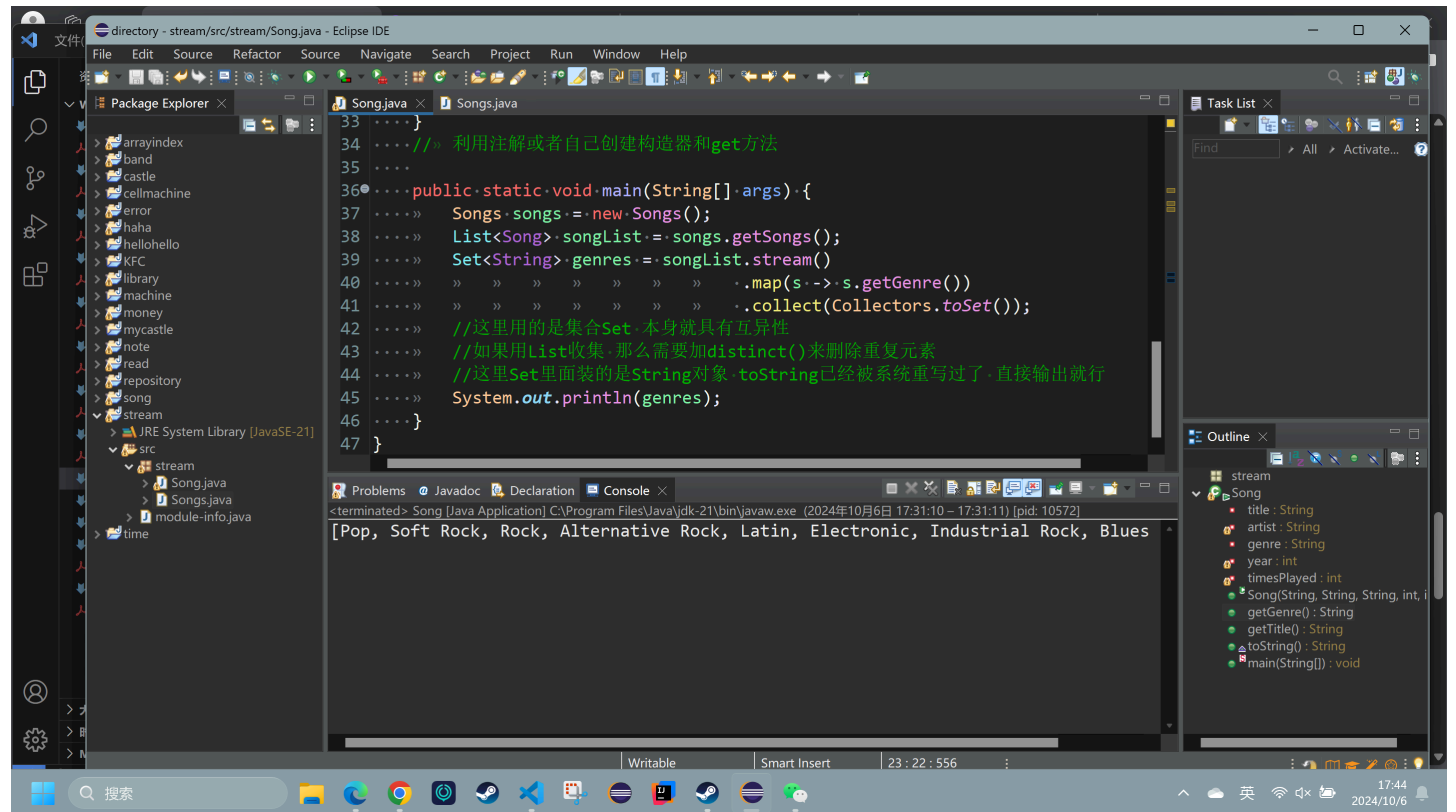 文件(
directory - stream/src/stream/Song.java - Eclipse IDE
File Edit Source Refactor Source Navigate Search Project Run Window Help
Package Explorer
arrayindex
band
castle
cellmachine
error
haha
hellohello
KFC
library
machine
money
mycastle
note
read
repository
song
stream
JRE System Library [JavaSE-21]
src
stream
Song.java
Songs.java
module-info.java
time
Song.java Songs.java
33 ····}
34 ····//» 利用注解或者自己创建构造器和get方法
35 ····
36 ····public·static·void·main(String[]·args)·{
37 ····» Songs·songs·=·new·Songs();
38 ····» List<Song>·songList·=·songs.getSongs();
39 ····» Set<String>·genres·=·songList.stream()
40 ····» » » » » » » ·.map(s·->·s.getGenre())
41 ····» » » » » » » ·.collect(Collectors.toSet());
42 ····» //这里用的是集合Set·本身就具有互异性
43 ····» //如果用List收集·那么需要加distinct()来删除重复元素
44 ····» //这里Set里面装的是String对象·toString已经被系统重写过了·直接输出就行
45 ····» System.out.println(genres);
46 ····}
47 }
Problems Javadoc Declaration Console
<terminated> Song [Java Application] C:\Program Files\Java\jdk-21\bin\javaw.exe (2024年10月6日 17:31:10 – 17:31:11) [pid: 10572]
[Pop, Soft Rock, Rock, Alternative Rock, Latin, Electronic, Industrial Rock, Blues
Task List
Find All Activate...
Outline
stream
Song
title : String
artist : String
genre : String
year : int
timesPlayed : int
Song(String, String, String, int, i
getGenre() : String
getTitle() : String
toString() : String
main(String[]) : void
Writable Smart Insert 23 : 22 : 556
搜索
英
17:44
2024/10/6